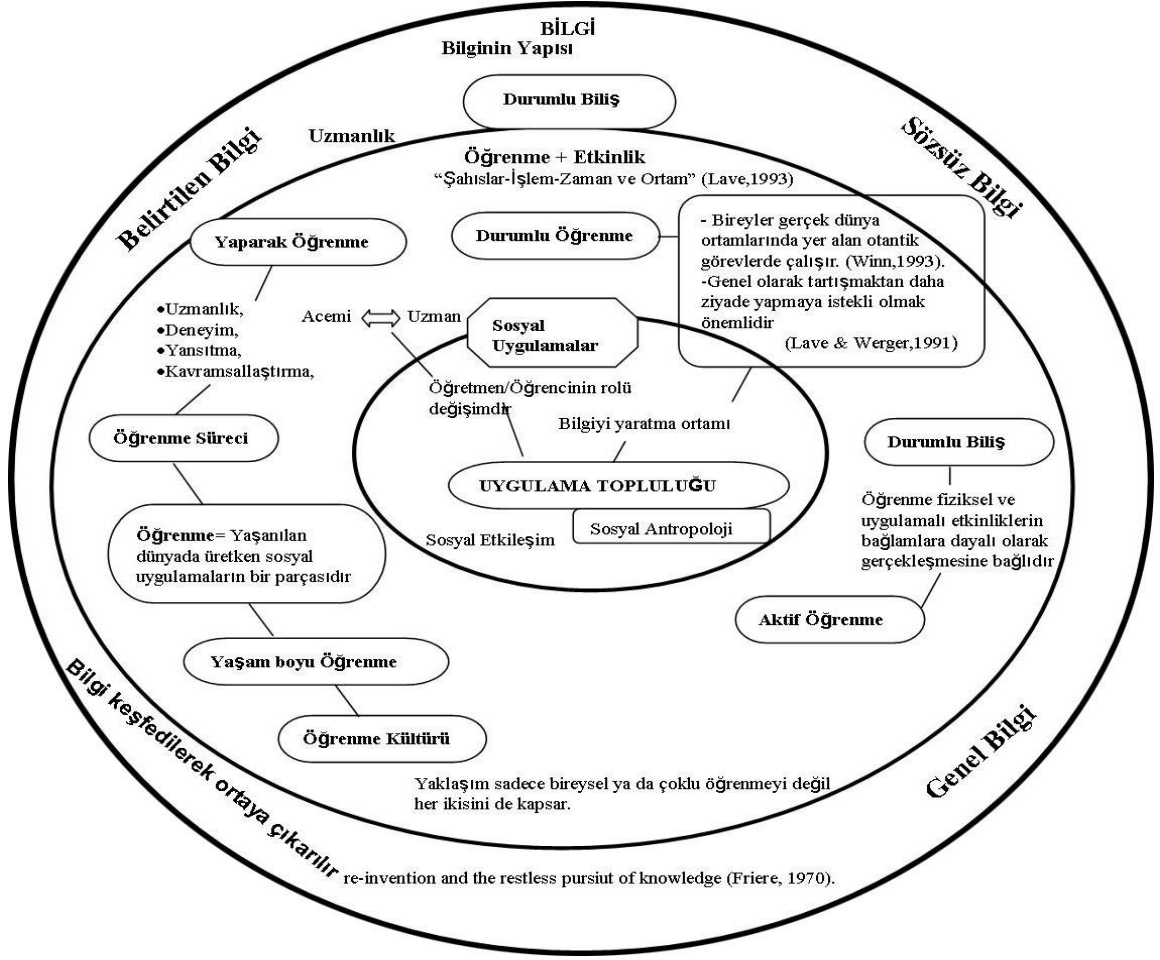 BİLGİ
Bilginin Yapısı
Durumlu Biliş
Uzmanlık
Belirtilen Bilgi
Sözsüz Bilgi
Öğrenme + Etkinlik
“Şahıslar-İşlem-Zaman ve Ortam” (Lave,1993)
Yaparak Öğrenme
Durumlu Öğrenme
- Bireyler gerçek dünya
ortamlarında yer alan otantik
görevlerde çalışır. (Winn,1993).
-Genel olarak tartışmaktan daha
ziyade yapmaya istekli olmak
önemlidir
(Lave & Werger,1991)
•Uzmanlık,
•Deneyim,
•Yansıtma,
•Kavramsallaştırma,
Acemi
Uzman
Sosyal
Uygulamalar
Öğretmen/Öğrencinin rolü
değişimdir
Bilgiyi yaratma ortamı
Öğrenme Süreci
Durumlu Biliş
UYGULAMA TOPLULUĞU
Sosyal Antropoloji
Sosyal Etkileşim
Öğrenme fiziksel ve
uygulamalı etkinliklerin
bağlamlara dayalı olarak
gerçekleşmesine bağlıdır
Öğrenme= Yaşanılan
dünyada üretken sosyal
uygulamaların bir parçasıdır
Aktif Öğrenme
Yaşam boyu Öğrenme
Öğrenme Kültürü
Bilgi keşfedilerek ortaya çıkarılır
Genel Bilgi
Yaklaşım sadece bireysel ya da çoklu öğrenmeyi değil
her ikisini de kapsar.
re-invention and the restless pursiut of knowledge (Friere, 1970).